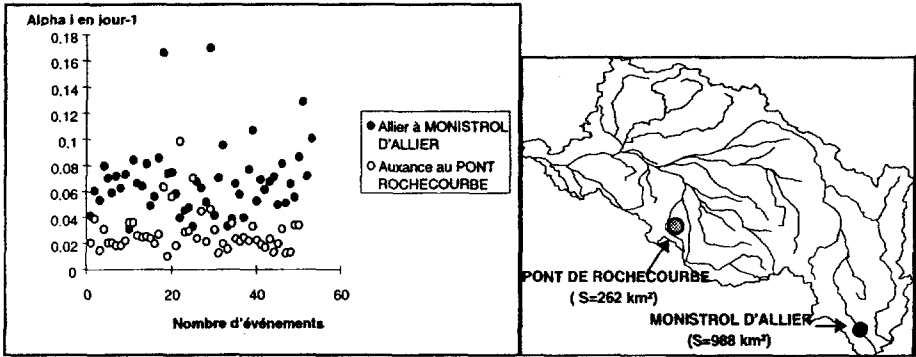 Alpha i en jour-1
0,18
0,16
0,14
0,12
0,1
0,08
0,06
0,04
0,02
0
0
20
40
60
Nombre d'événements
Allier à MONISTROL
D'ALLIER
Auxance au PONT
ROCHECOURBE
PONT DE ROCHECOURBE
( S=262 km²)
MONISTROL D'ALLIER
(S=988 km²)